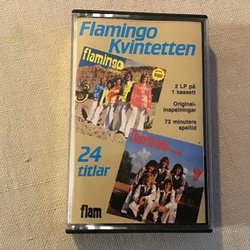 Flamingo
Kvintetten
flamingo
2 LP på
1 kassett
Original-
inspelningar
73 minuters
speltid
24
titlar
flam